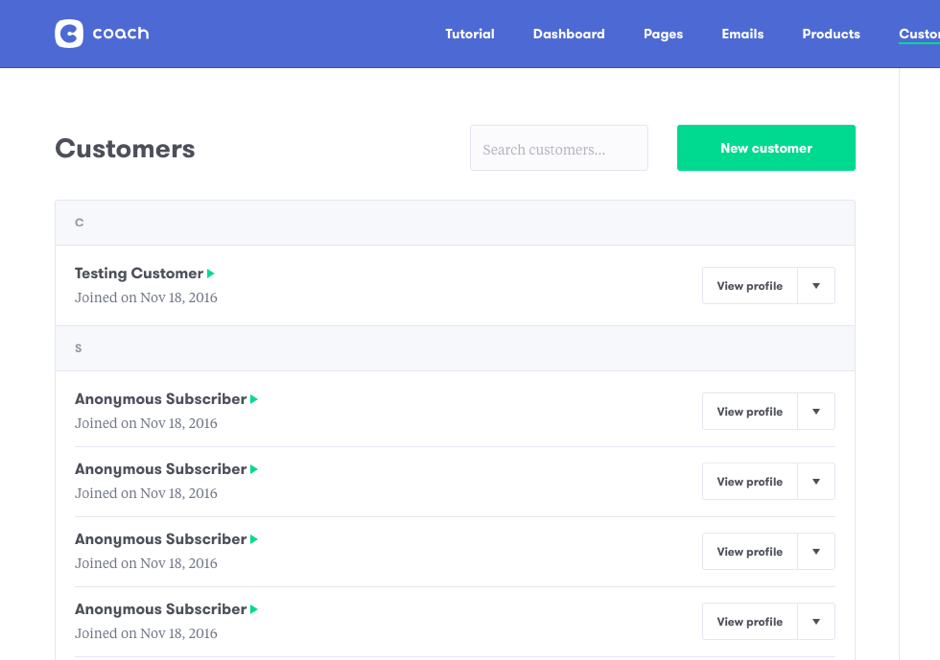 coach
Tutorial Dashboard Pages Emails Products
Customers
Search customers...
New customer
C
Testing Customer
Joined on Nov 18, 2016
View profile
S
Anonymous Subscriber
Joined on Nov 18, 2016
View profile
Anonymous Subscriber
Joined on Nov 18, 2016
View profile
Anonymous Subscriber
Joined on Nov 18, 2016
View profile
Anonymous Subscriber
Joined on Nov 18, 2016
View profile